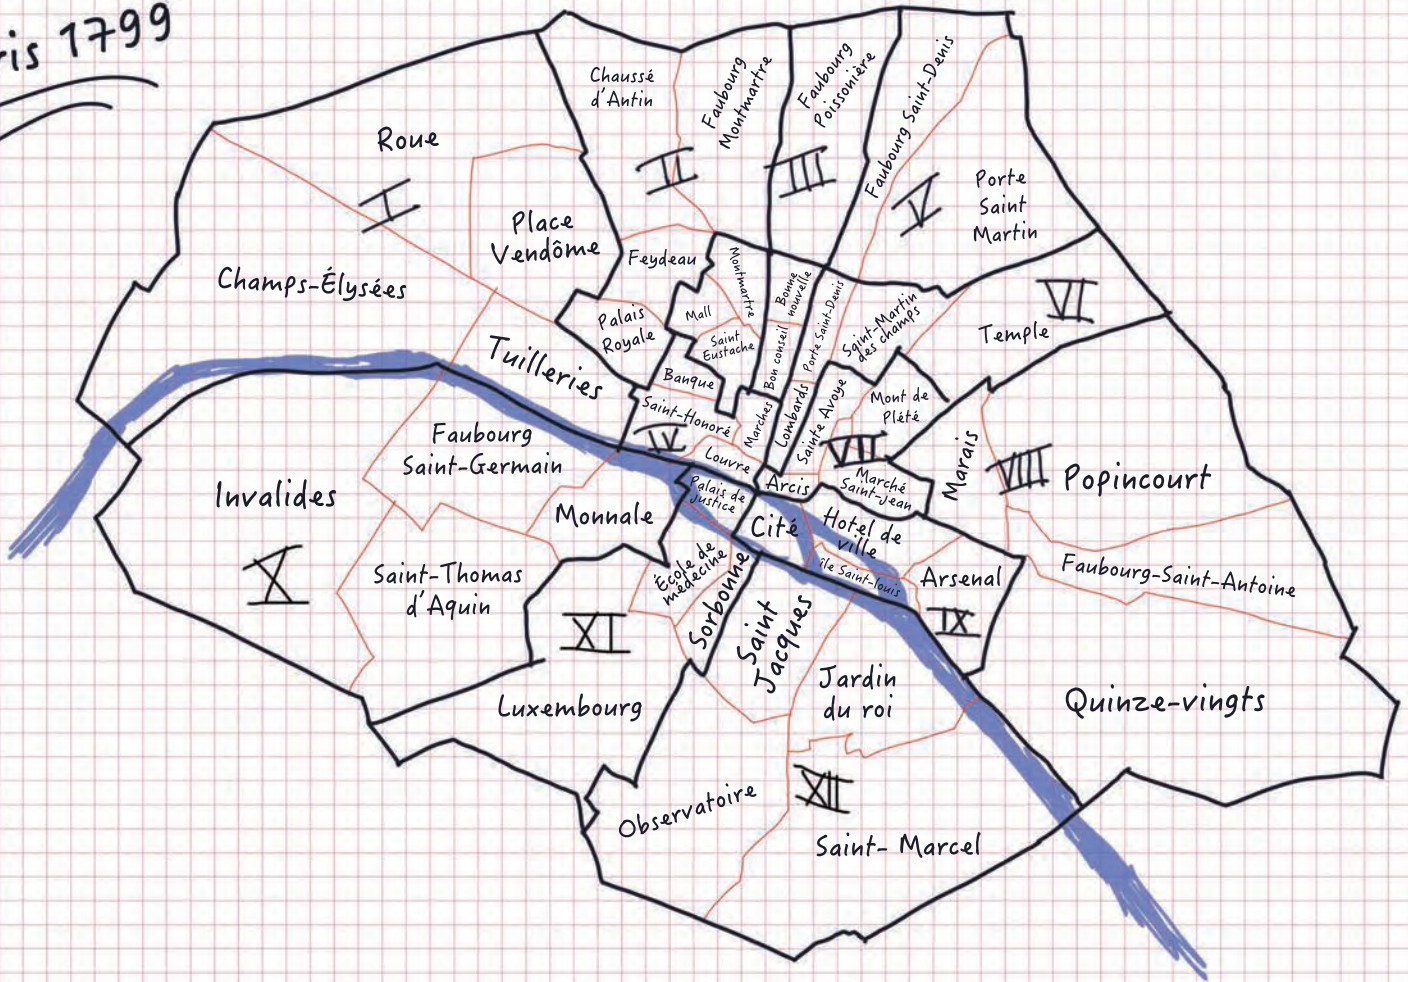 ris 1799
Chaussé
d'Antin
Faubourg
Montmartre
Faubourg
Poissonière
Faubourg Saint-Denis
Roue
I
II
III
V
Porte
Saint
Martin
Place
Vendôme
Champs-Élysées
Feydeau
Montmartre
Bonne
nouvelle
Palais
Royale
Mall
Saint
Eustache
Bon conseil
Porte Saint-Denis
Saint-Martin
des champs
VI
Temple
Tuilleries
Banque
Saint-Honoré
IV
Marches
Lombards
Sainte Avoye
Mont de
Plété
VII
Louvre
Arcis
Marché
Saint-Jean
Marais
VIII
Popincourt
Faubourg
Saint-Germain
Invalides
Monnale
Palais de
justice
Cité
Hotel de
ville
île Saint-louis
Arsenal
IX
Faubourg-Saint-Antoine
X
Saint-Thomas
d'Aquin
École de
médecine
Sorbonne
XI
Saint
Jacques
Luxembourg
Jardin
du roi
Quinze-vingts
Observatoire
XII
Saint- Marcel